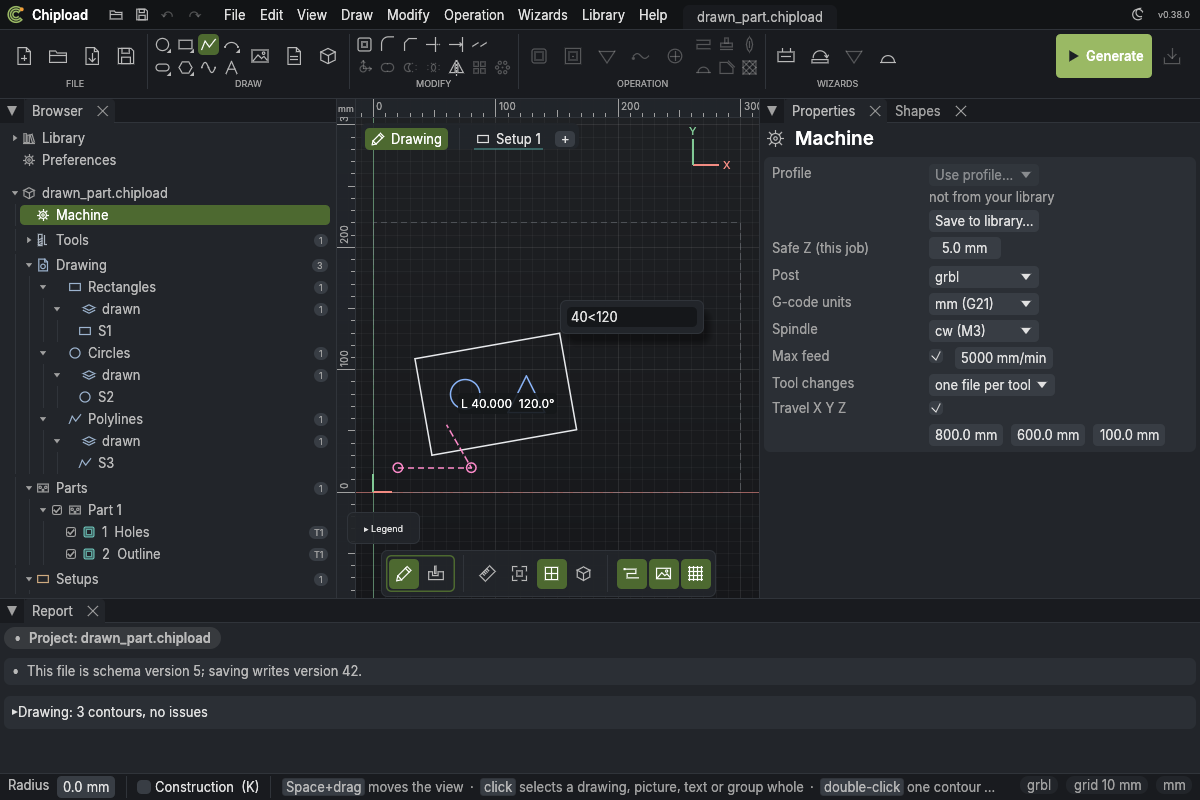 Chipload File Edit View Draw Modify Operation Wizards Library Help drawn_part.chipload v0.38.0
Generate
FILE DRAW MODIFY OPERATION WIZARDS
Browser
Library
Preferences
drawn_part.chipload
Machine
Tools 1
Drawing 3
Rectangles 1
drawn 1
S1
Circles 1
drawn 1
S2
Polylines 1
drawn 1
S3
Parts 1
Part 1
1 Holes T1
2 Outline T1
Setups 1
mm 0 100 200 300
200
100
0
Drawing Setup 1 +
Y
X
40<120
L 40.000 120.0°
Legend
Properties Shapes
Machine
Profile Use profile...
not from your library
Save to library...
Safe Z (this job) 5.0 mm
Post grbl
G-code units mm (G21)
Spindle cw (M3)
Max feed 5000 mm/min
Tool changes one file per tool
Travel X Y Z
800.0 mm 600.0 mm 100.0 mm
Report
• Project: drawn_part.chipload
• This file is schema version 5; saving writes version 42.
Drawing: 3 contours, no issues
Radius 0.0 mm Construction (K) Space+drag moves the view · click selects a drawing, picture, text or group whole · double-click one contour ... grbl grid 10 mm mm